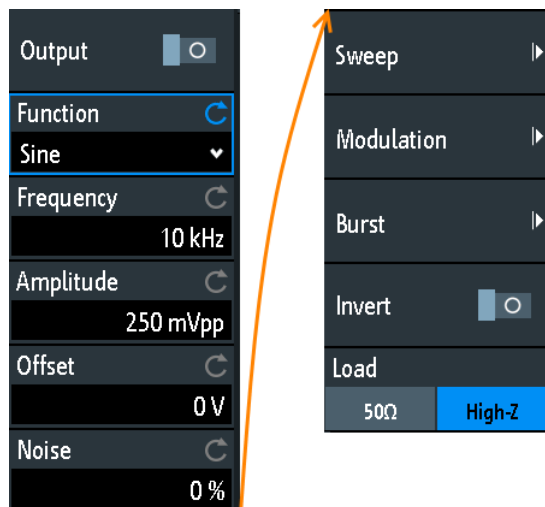 Output
Function
Sine
Frequency
10 kHz
Amplitude
250 mVpp
Offset
0 V
Noise
0 %
Sweep
Modulation
Burst
Invert
Load
50Ω High-Z